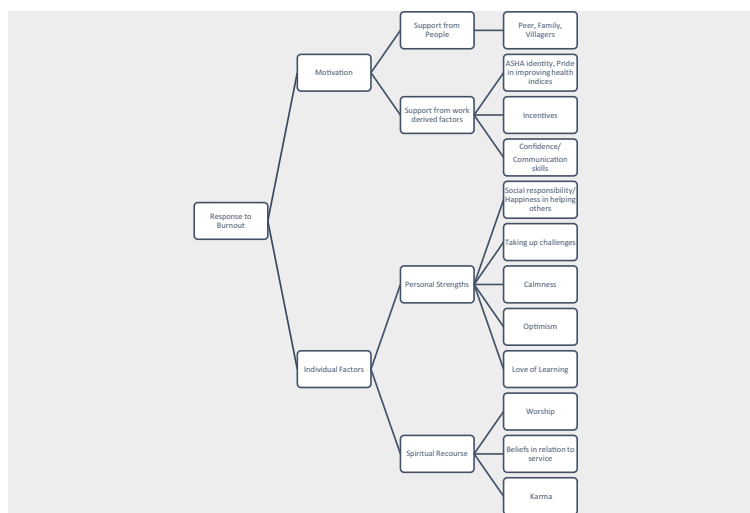 Support from
People
Peer, Family,
Villagers
Motivation
ASHA identity, Pride
in improving health
indices
Support from work
derived factors
Incentives
Confidence/
Communication
skills
Response to
Burnout
Social responsibility/
Happiness in helping
others
Taking up challenges
Personal Strengths
Calmness
Optimism
Individual Factors
Love of Learning
Worship
Spiritual Recourse
Beliefs in relation to
service
Karma